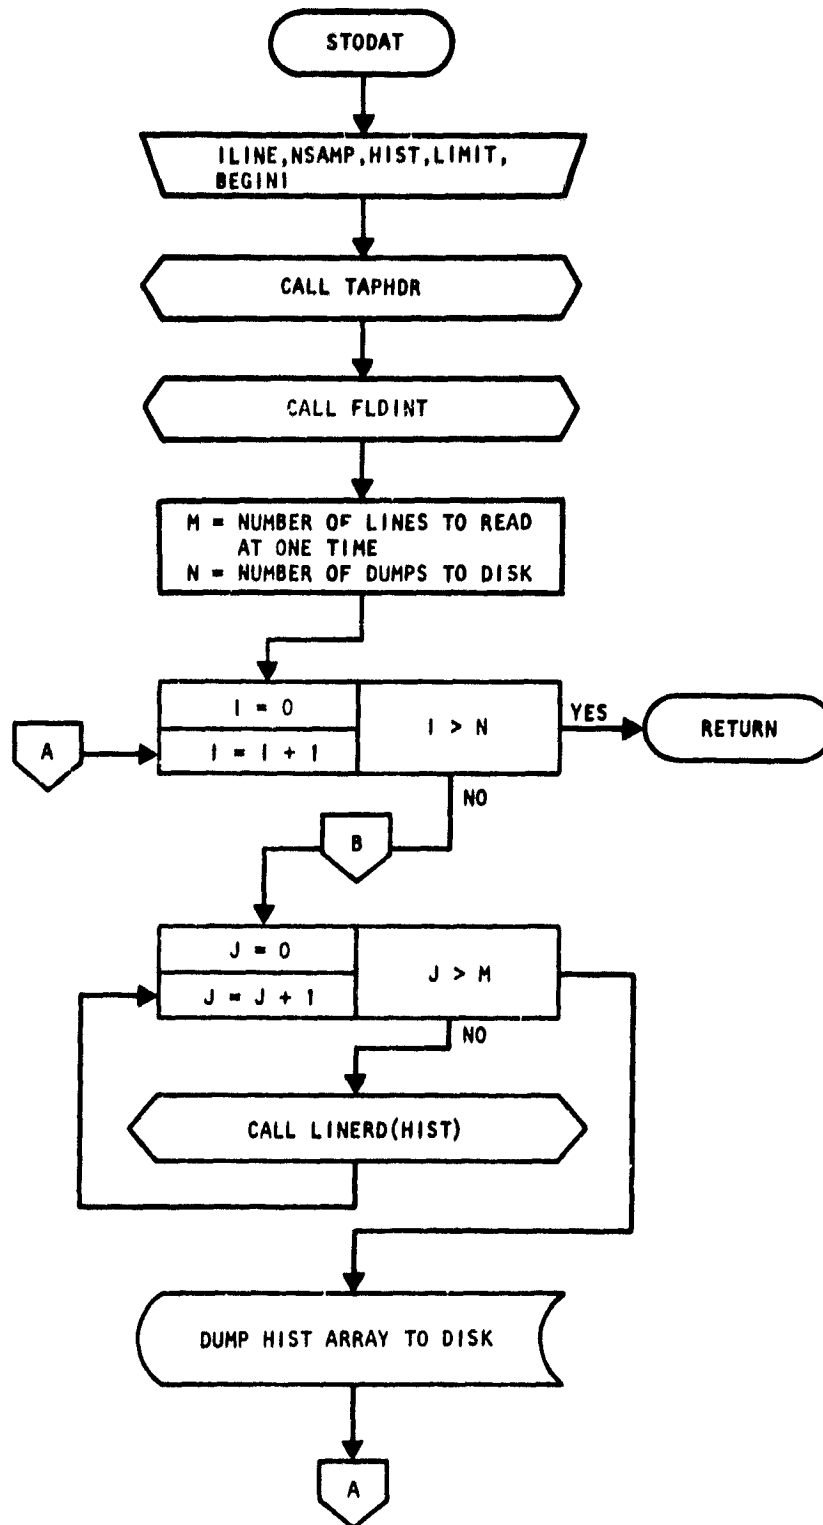 STODAT
ILINE,NSAMP,HIST,LIMIT,
BEGINI
CALL TAPHDR
CALL FLDINT
M = NUMBER OF LINES TO READ
AT ONE TIME
N = NUMBER OF DUMPS TO DISK
I = 0
I > N
YES
RETURN
A
I = I + 1
NO
B
J = 0
J > M
J = J + 1
NO
CALL LINERD(HIST)
DUMP HIST ARRAY TO DISK
A